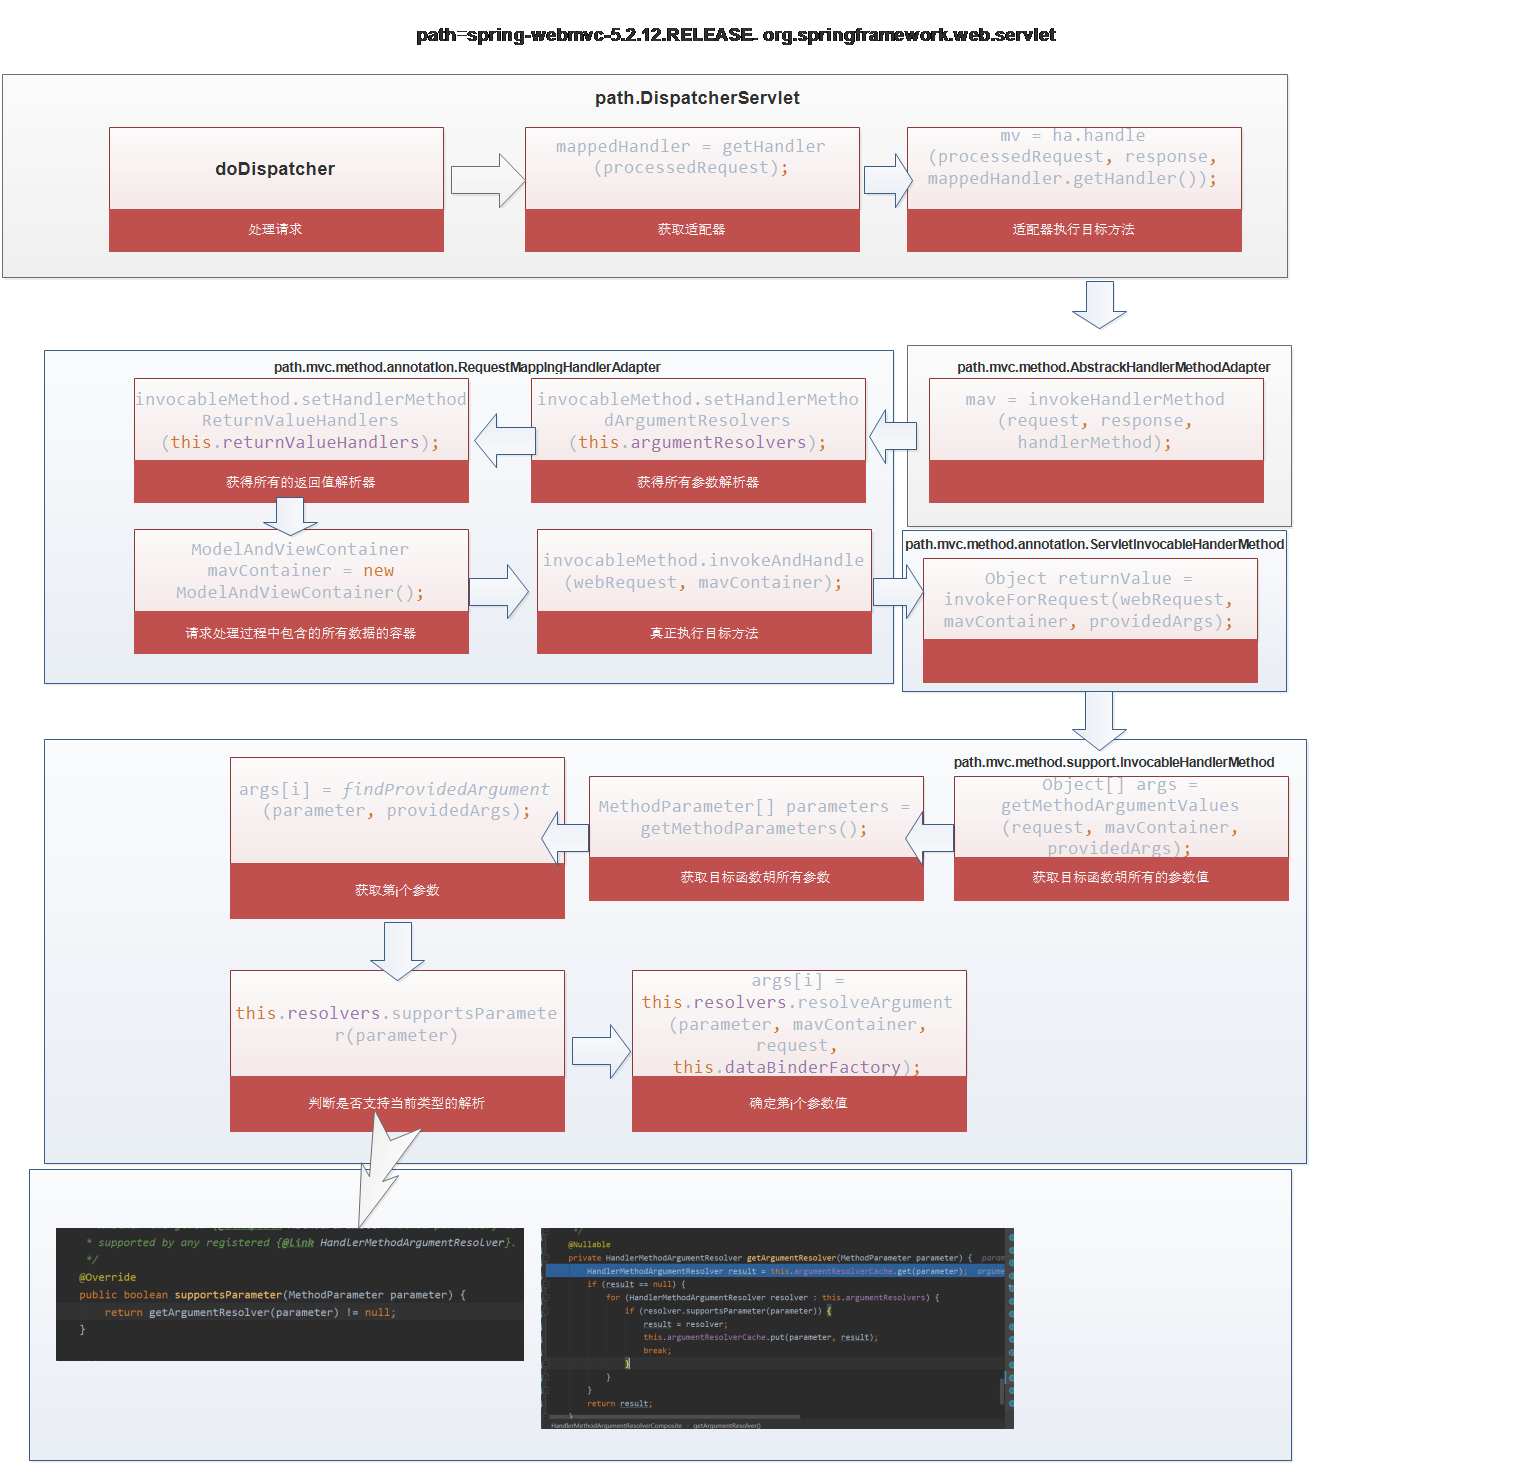 path=spring-webmvc-5.2.12.RELEASE. org.springframework.web.servlet
path.DispatcherServlet
doDispatcher
处理请求
mappedHandler = getHandler
(processedRequest);
获取适配器
mv = ha.handle
(processedRequest, response,
mappedHandler.getHandler());
适配器执行目标方法
path.mvc.method.AbstrackHandlerMethodAdapter
mav = invokeHandlerMethod
(request, response,
handlerMethod);
path.mvc.method.annotation.RequestMappingHandlerAdapter
invocableMethod.setHandlerMetho
dArgumentResolvers
(this.argumentResolvers);
获得所有参数解析器
invocableMethod.setHandlerMethod
ReturnValueHandlers
(this.returnValueHandlers);
获得所有的返回值解析器
ModelAndViewContainer
mavContainer = new
ModelAndViewContainer();
请求处理过程中包含的所有数据的容器
invocableMethod.invokeAndHandle
(webRequest, mavContainer);
真正执行目标方法
path.mvc.method.annotation.ServletInvocableHanderMethod
Object returnValue =
invokeForRequest(webRequest,
mavContainer, providedArgs);
path.mvc.method.support.InvocableHandlerMethod
Object[] args =
getMethodArgumentValues
(request, mavContainer,
providedArgs);
获取目标函数胡所有的参数值
MethodParameter[] parameters =
getMethodParameters();
获取目标函数胡所有参数
args[i] = findProvidedArgument
(parameter, providedArgs);
获取第i个参数
this.resolvers.supportsParamete
r(parameter)
判断是否支持当前类型的解析
args[i] =
this.resolvers.resolveArgument
(parameter, mavContainer,
request,
this.dataBinderFactory);
确定第i个参数值
* supported by any registered {@link HandlerMethodArgumentResolver}.
*/
@Override
public boolean supportsParameter(MethodParameter parameter) {
return getArgumentResolver(parameter) != null;
}
*/
@Nullable
private HandlerMethodArgumentResolver getArgumentResolver(MethodParameter parameter) { param
HandlerMethodArgumentResolver result = this.argumentResolverCache.get(parameter); argume
if (result == null) {
for (HandlerMethodArgumentResolver resolver : this.argumentResolvers) {
if (resolver.supportsParameter(parameter)) {
result = resolver;
this.argumentResolverCache.put(parameter, result);
break;
}
}
}
return result;
}
HandlerMethodArgumentResolverComposite › getArgumentResolver()